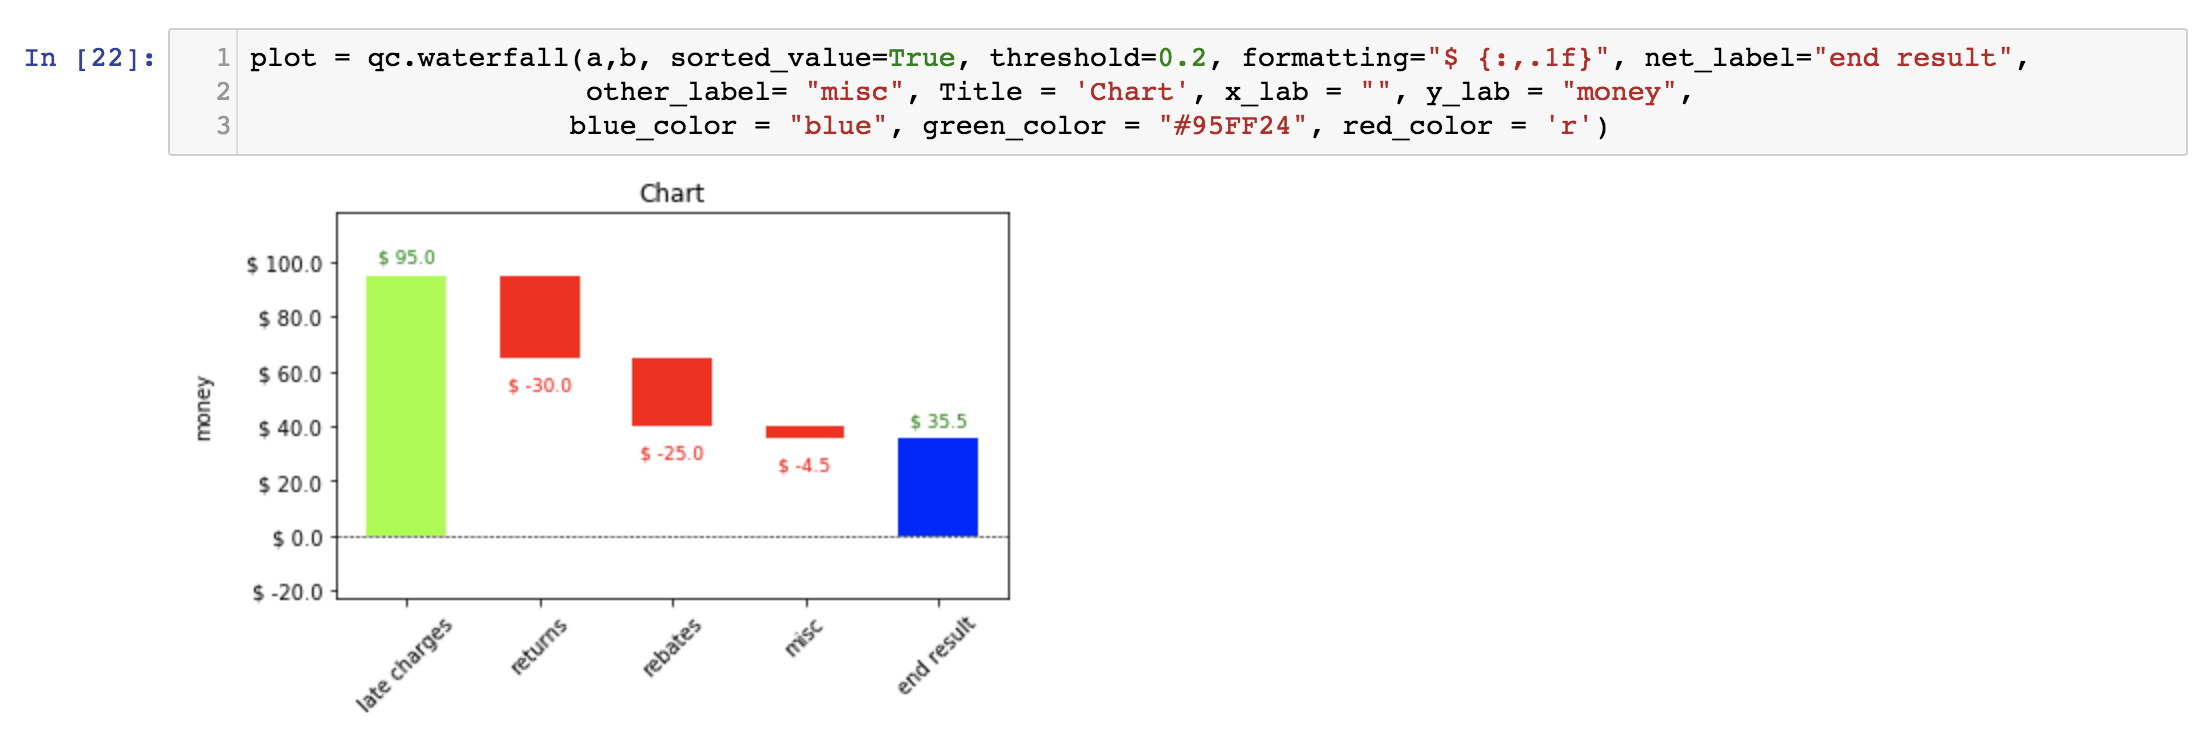 In [22]:
1 plot = qc.waterfall(a,b, sorted_value=True, threshold=0.2, formatting="$ {:,.1f}", net_label="end result",
2 other_label= "misc", Title = 'Chart', x_lab = "", y_lab = "money",
3 blue_color = "blue", green_color = "#95FF24", red_color = 'r')
Chart
$ 100.0
$ 80.0
$ 60.0
$ 40.0
$ 20.0
$ 0.0
$ -20.0
money
$ 95.0
$ -30.0
$ -25.0
$ -4.5
$ 35.5
late charges
returns
rebates
misc
end result